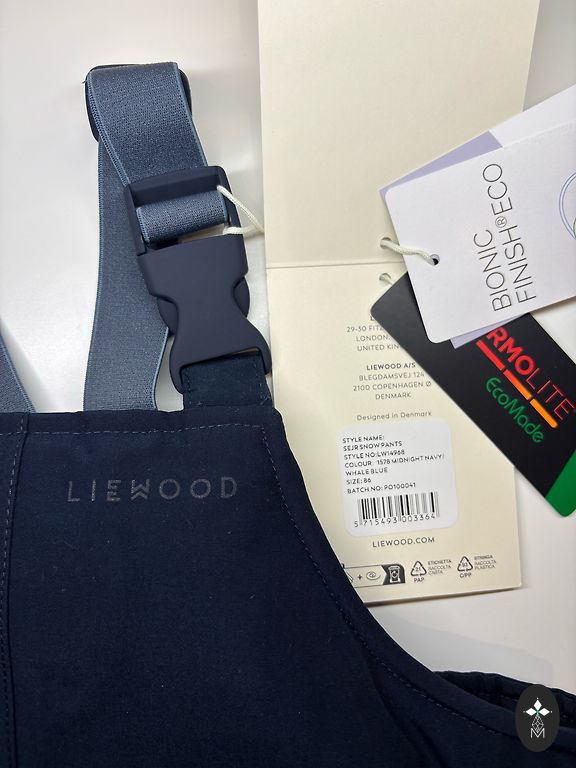 BIONIC
FINISH®ECO
RMOLITE
EcoMade
29-30 FITZ
LONDON,
UNITED KIN
LIEWOOD A/S
BLEGDAMSVEJ 124
2100 COPENHAGEN Ø
DENMARK
Designed in Denmark
STYLE NAME:
SEJR SNOW PANTS
STYLE NO:LW14968
COLOUR: 1578 MIDNIGHT NAVY/
WHALE BLUE
SIZE: 86
BATCH NO: PO100041
5 715493 003364
LIEWOOD.COM
21
PAP
ETICHETTA
RACCOLTA
CARTA
C/PP
STRINGA
RACCOLTA
PLASTICA
LIEWOOD
M